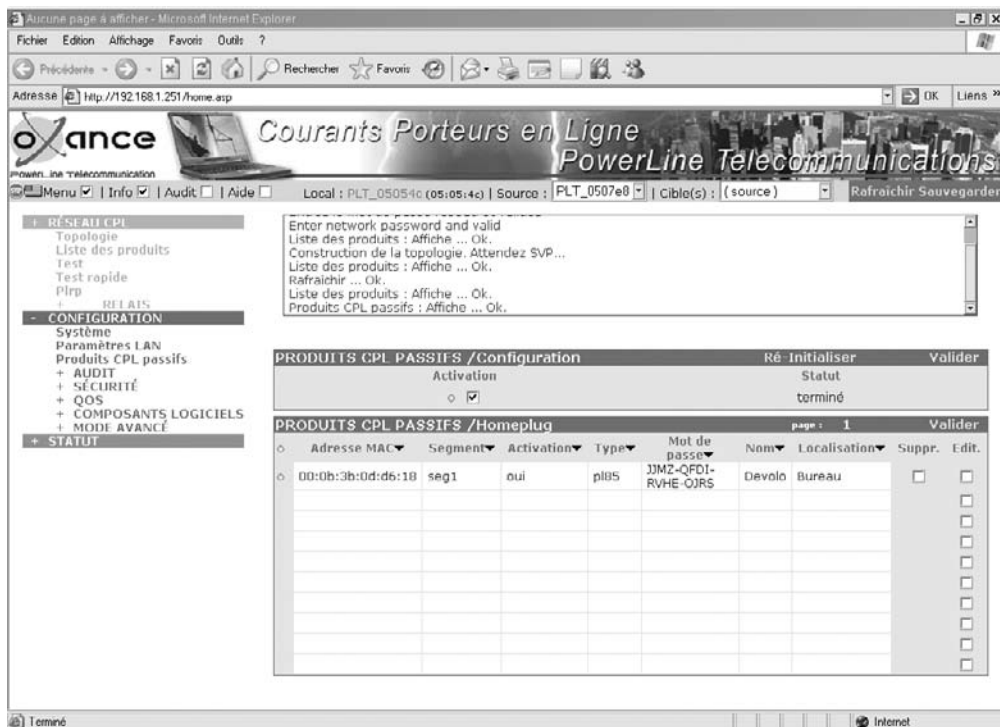 Aucune page à afficher - Microsoft Internet Explorer
Fichier Edition Affichage Favoris Outils ?
Précédente Rechercher Favoris
Adresse http://192.168.1.251/home.asp OK Liens »
oxance Courants Porteurs en Ligne
PowerLine Telecommunications
PowerLine Telecommunication
Menu | Info | Audit | Aide Local : PLT_05054c (05:05:4c) | Source : PLT_0507e8 | Cible(s) : (source) Rafraichir Sauvegarder
+ RÉSEAU CPL
Topologie
Liste des produits
Test
Test rapide
Plrp
+ RELAIS
- CONFIGURATION
Système
Paramètres LAN
Produits CPL passifs
+ AUDIT
+ SÉCURITÉ
+ QOS
+ COMPOSANTS LOGICIELS
+ MODE AVANCÉ
+ STATUT
Enter network password and valid
Liste des produits : Affiche ... Ok.
Construction de la topologie. Attendez SVP...
Liste des produits : Affiche ... Ok.
Rafraichir ... Ok.
Liste des produits : Affiche ... Ok.
Produits CPL passifs : Affiche ... Ok.
PRODUITS CPL PASSIFS /Configuration Ré-Initialiser Valider
Activation Statut
terminé
PRODUITS CPL PASSIFS /Homeplug page : 1 Valider
Adresse MAC Segment Activation Type Mot de passe Nom Localisation Suppr. Edit.
00:0b:3b:0d:d6:18 seg1 oui pl85 JJMZ-QFDI-RVHE-OJRS Devolo Bureau
Terminé Internet